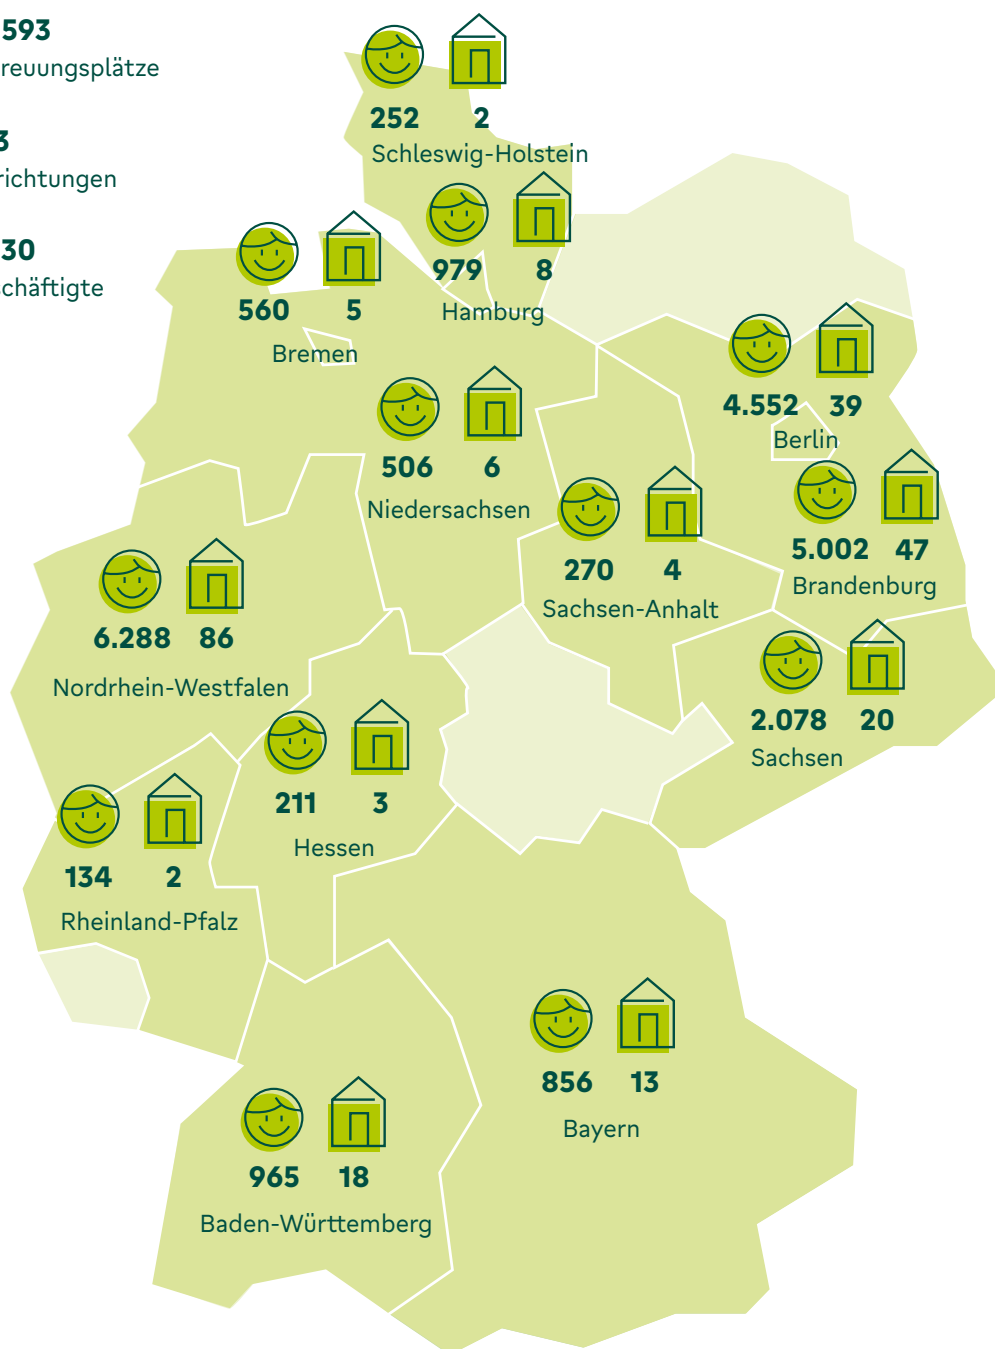 593
reuungsplätze
3
richtungen
30
chäftigte
252 2
Schleswig-Holstein
979 8
Hamburg
560 5
Bremen
4.552 39
Berlin
506 6
Niedersachsen
5.002 47
Brandenburg
270 4
Sachsen-Anhalt
6.288 86
Nordrhein-Westfalen
2.078 20
Sachsen
211 3
Hessen
134 2
Rheinland-Pfalz
856 13
Bayern
965 18
Baden-Württemberg